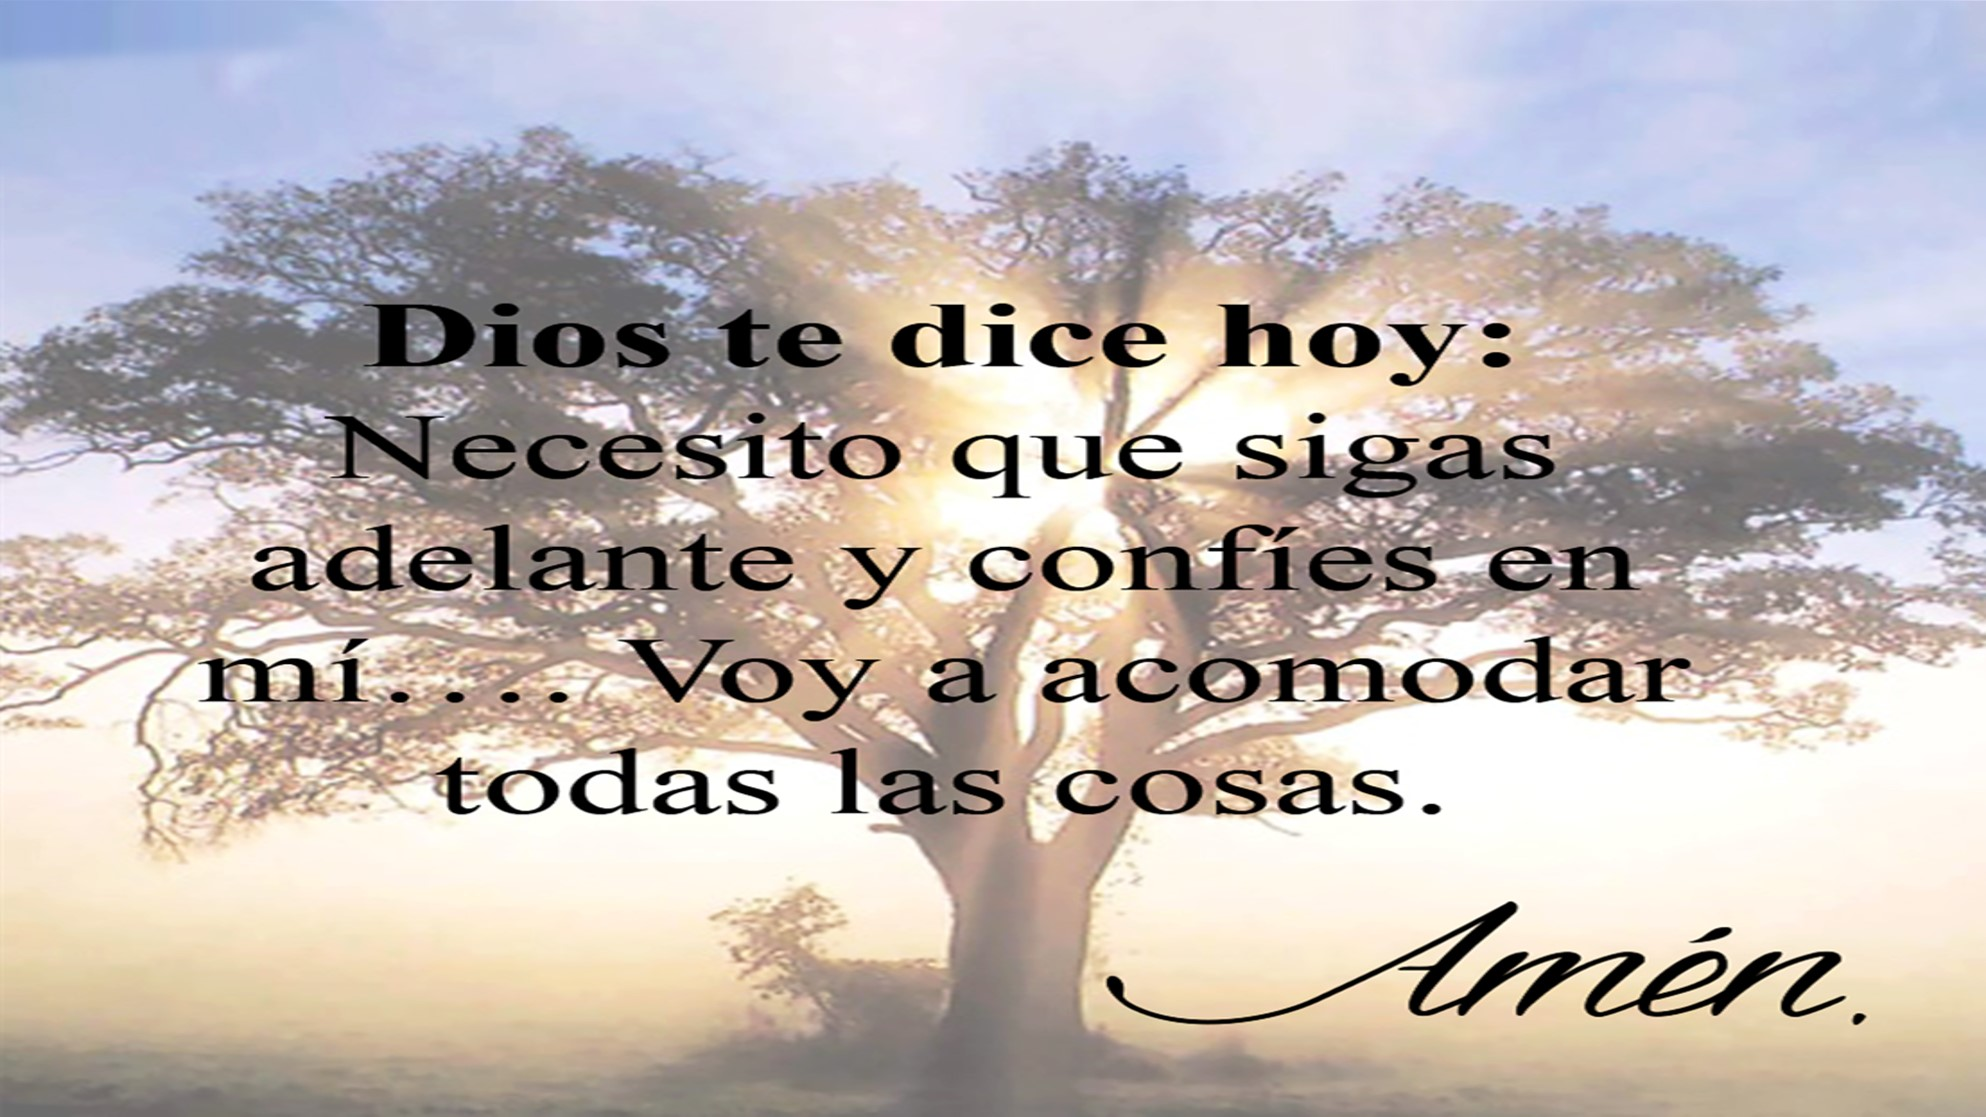 Dios te dice hoy:
Necesito que sigas
adelante y confíes en
mí.... Voy a acomodar
todas las cosas.
Amén.